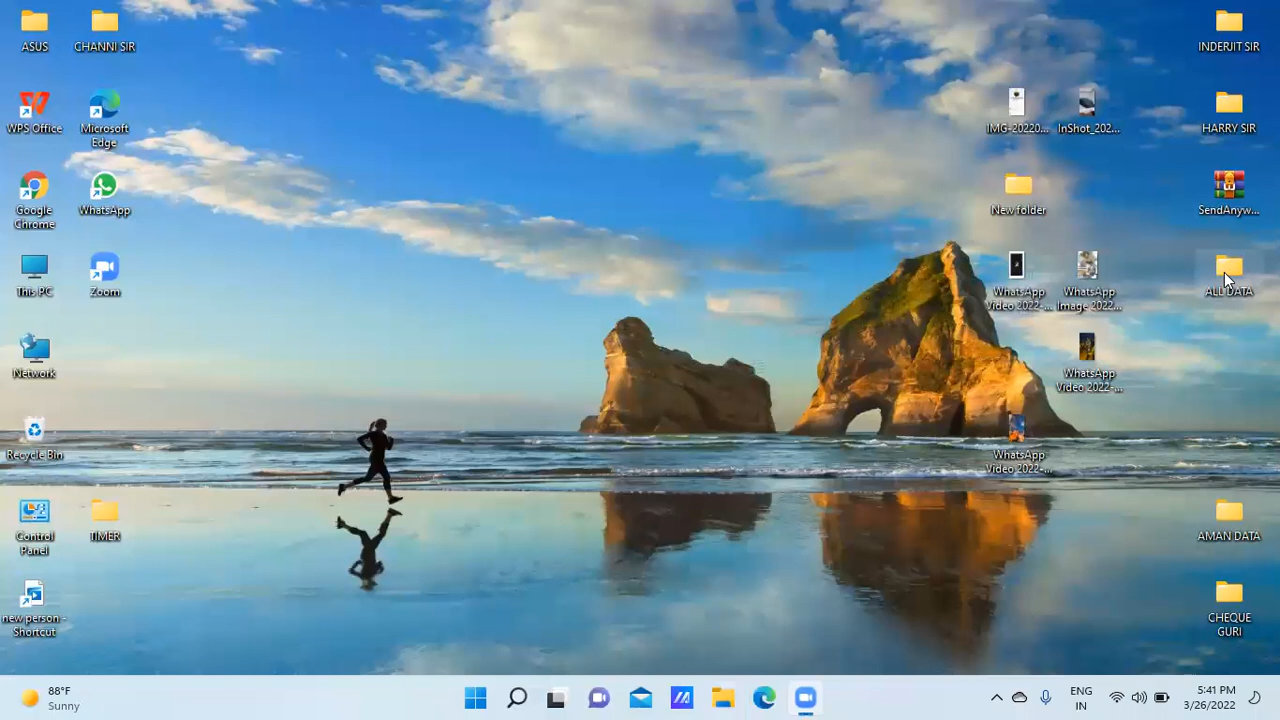 ASUS
CHANNI SIR
WPS Office
Microsoft
Edge
Google
Chrome
WhatsApp
This PC
Zoom
Network
Recycle Bin
Control
Panel
TIMER
new person -
Shortcut
IMG-20220...
InShot_202...
New folder
WhatsApp
Video 2022-...
WhatsApp
Image 2022...
WhatsApp
Video 2022-...
WhatsApp
Video 2022-...
INDERJIT SIR
HARRY SIR
SendAnyw...
ALL DATA
AMAN DATA
CHEQUE
GURI
88°F
Sunny
ENG
IN
5:41 PM
3/26/2022